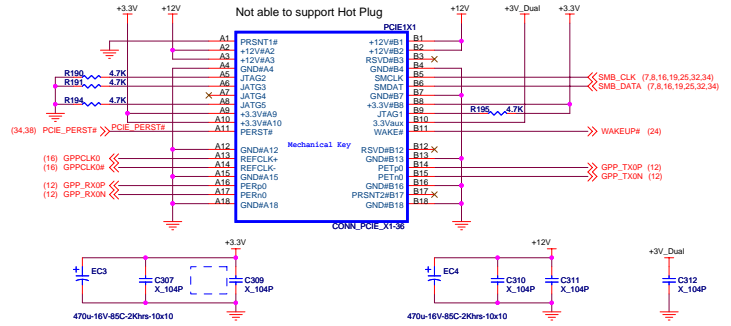 +3.3V +12V Not able to support Hot Plug +12V +3V_Dual +3.3V
PCIE1X1
A1 PRSNT1# +12V#B1 B1
A2 +12V#A2 +12V#B2 B2
A3 +12V#A3 RSVD#B3 B3
A4 GND#A4 GND#B4 B4
R190 4.7K A5 JTAG2 SMCLK B5 SMB_CLK (7,8,16,19,25,32,34)
R191 4.7K A6 JATG3 SMDAT B6 SMB_DATA (7,8,16,19,25,32,34)
A7 JATG4 GND#B7 B7
R194 4.7K A8 JATG5 +3.3V#B8 B8
A9 +3.3V#A9 JTAG1 B9 R195 4.7K
A10 +3.3V#A10 3.3Vaux B10
(34,38) PCIE_PERST# PCIE_PERST# A11 PERST# WAKE# B11 WAKEUP# (24)
Mechanical Key
A12 GND#A12 RSVD#B12 B12
(16) GPPCLK0 A13 REFCLK+ GND#B13 B13
(16) GPPCLK0# A14 REFCLK- PETp0 B14 GPP_TX0P (12)
A15 GND#A15 PETn0 B15 GPP_TX0N (12)
(12) GPP_RX0P A16 PERp0 GND#B16 B16
(12) GPP_RX0N A17 PERn0 PRSNT2#B17 B17
A18 GND#A18 GND#B18 B18
CONN_PCIE_X1-36
+3.3V +12V +3V_Dual
+ EC3 C307 X_104P C309 X_104P
470u-16V-85C-2Khrs-10x10
+ EC4 C310 X_104P C311 X_104P
470u-16V-85C-2Khrs-10x10
C312 X_104P